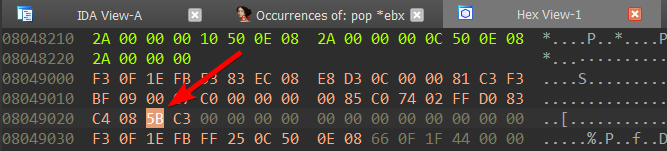 IDA View-A Occurrences of: pop *ebx Hex View-1
08048210 2A 00 00 00 10 50 0E 08 2A 00 00 00 0C 50 0E 08 *....P..*....P..
08048220 2A 00 00 00 *...
08049000 F3 0F 1E FB 53 83 EC 08 E8 D3 0C 00 00 81 C3 F3 ....S...........
08049010 BF 09 00 C0 00 00 00 00 85 C0 74 02 FF D0 83
08049020 C4 08 5B C3 00 00 00 00 00 00 00 00 00 00 00 00 ..[.............
08049030 F3 0F 1E FB FF 25 0C 50 0E 08 66 0F 1F 44 00 00 .....%.P..f..D..